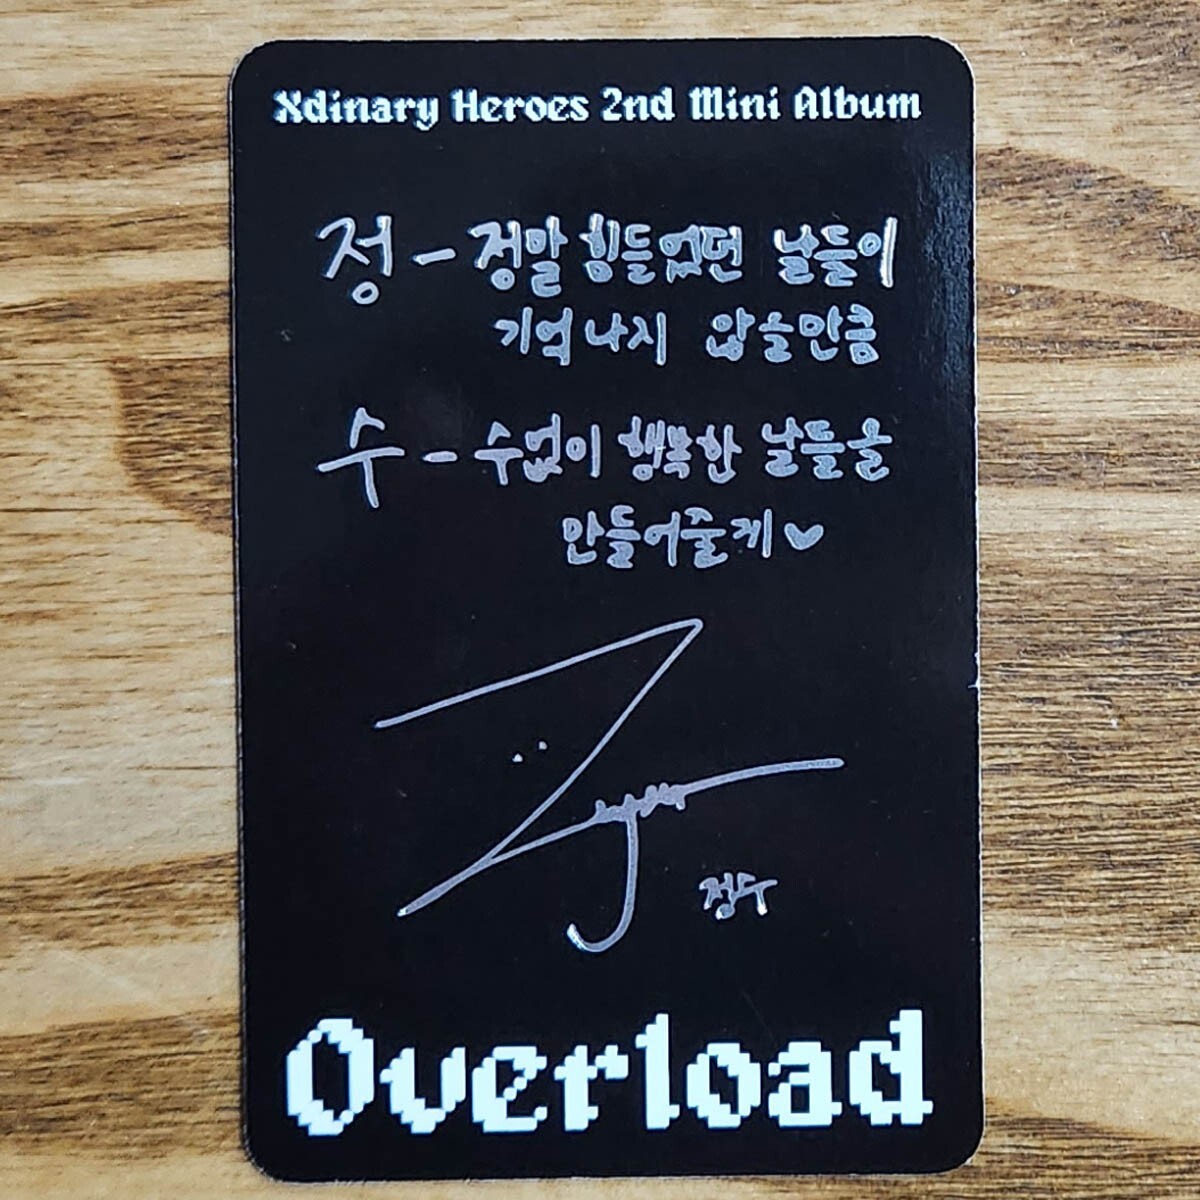 Xdinary Heroes 2nd Mini Album
정 - 정말 힘들었던 날들이
기억나지 않을만큼
수 - 수없이 행복한 날들을
만들어줄게♥
정수
Overload